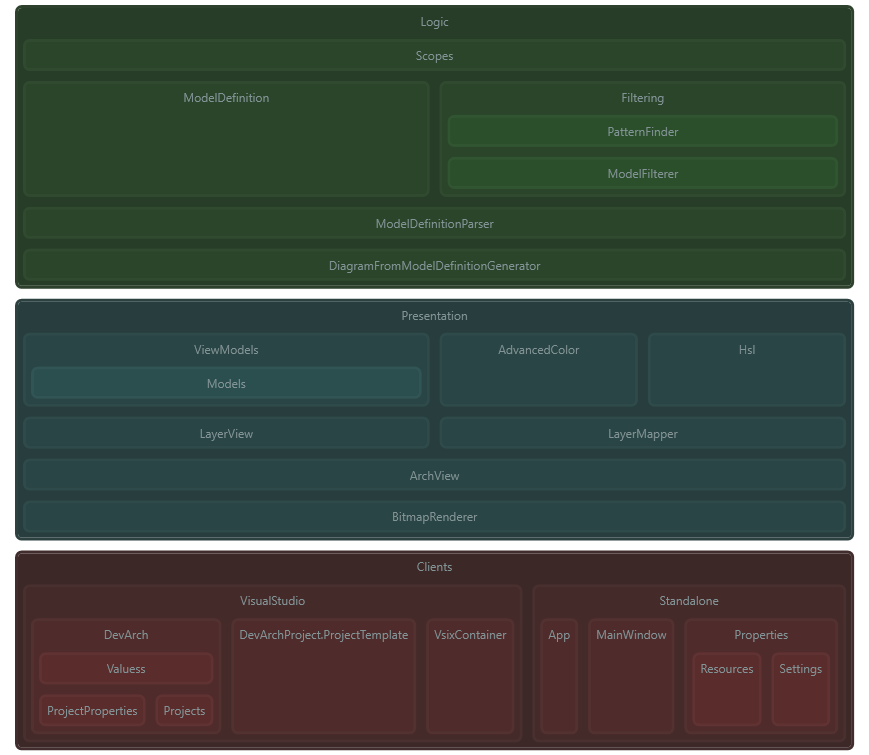 Logic
Scopes
ModelDefinition
Filtering
PatternFinder
ModelFilterer
ModelDefinitionParser
DiagramFromModelDefinitionGenerator
Presentation
ViewModels
AdvancedColor
Hsl
Models
LayerView
LayerMapper
ArchView
BitmapRenderer
Clients
VisualStudio
Standalone
DevArch
DevArchProject.ProjectTemplate
VsixContainer
App
MainWindow
Properties
Valuess
Resources
Settings
ProjectProperties
Projects